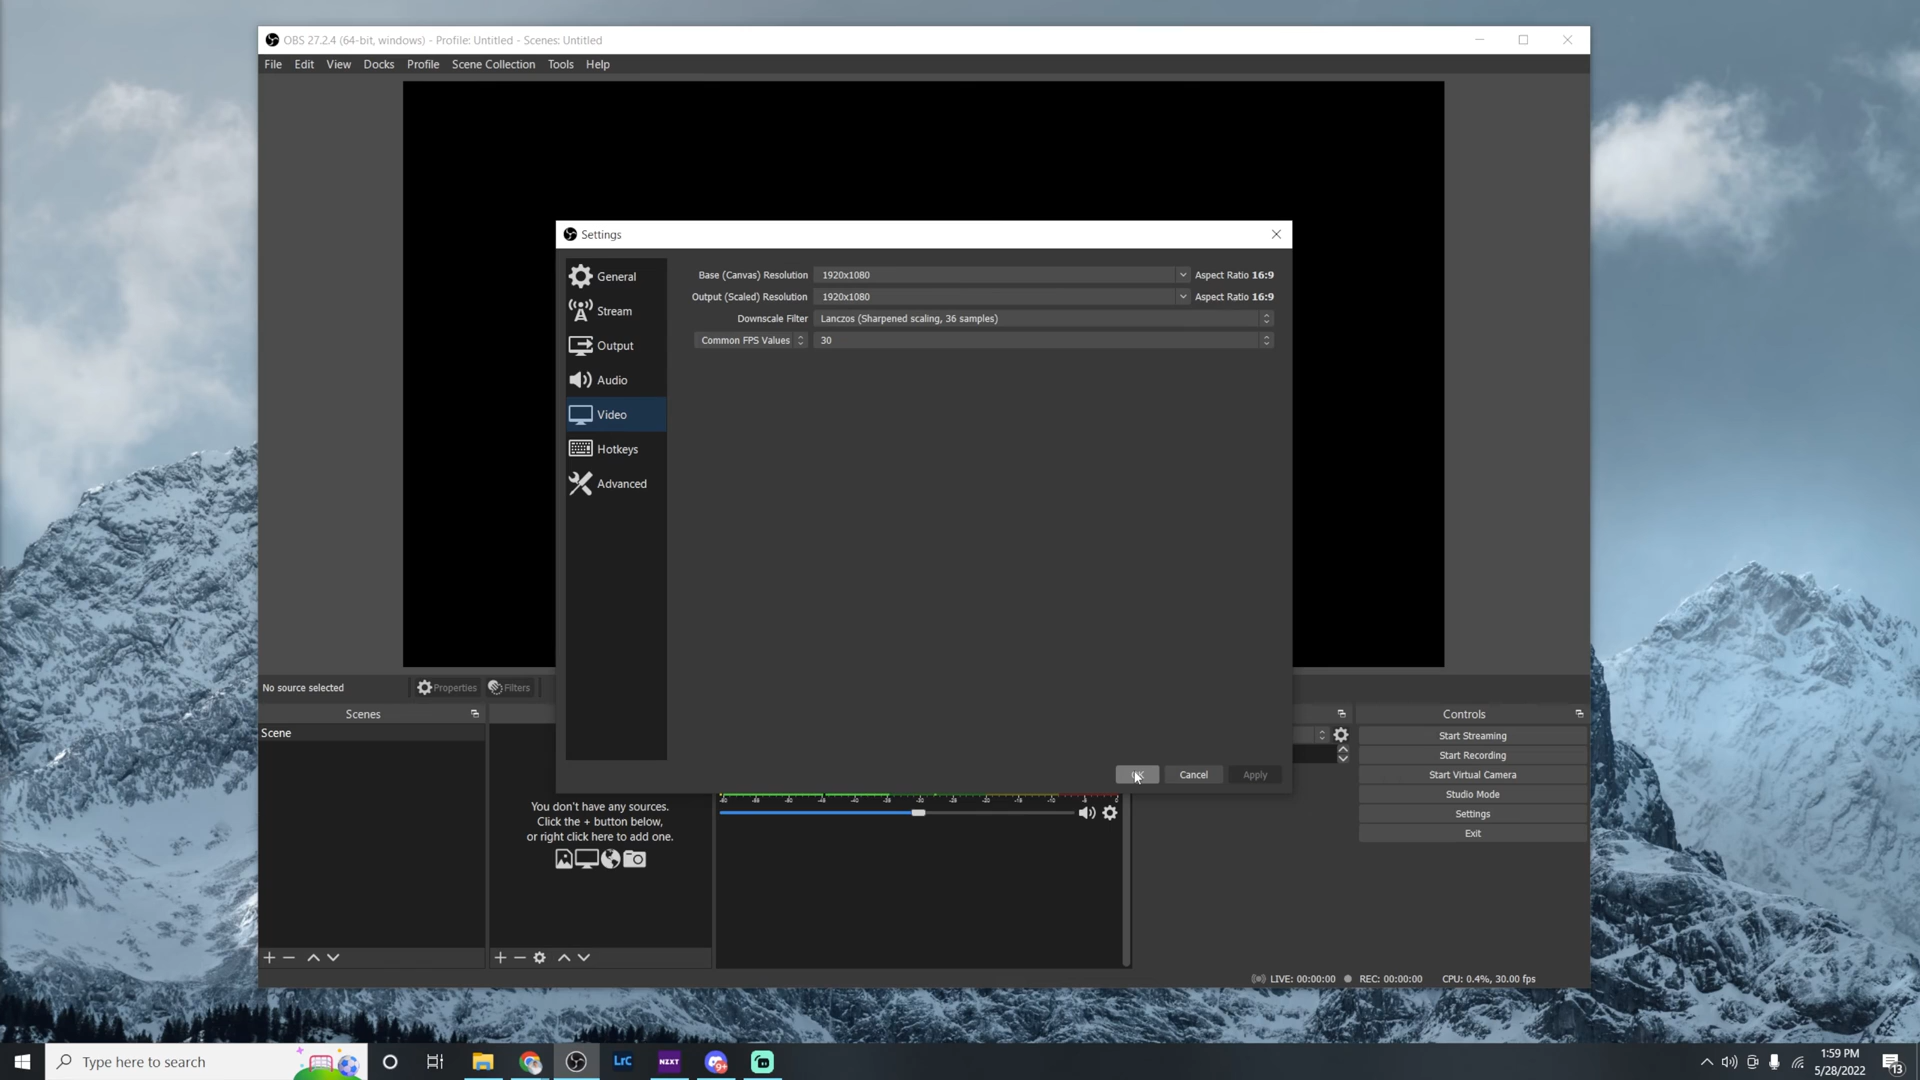 OBS 27.2.4 (64-bit, windows) - Profile: Untitled - Scenes: Untitled
File Edit View Docks Profile Scene Collection Tools Help
Settings
General
Stream
Output
Audio
Video
Hotkeys
Advanced
Base (Canvas) Resolution 1920x1080 Aspect Ratio 16:9
Output (Scaled) Resolution 1920x1080 Aspect Ratio 16:9
Downscale Filter Lanczos (Sharpened scaling, 36 samples)
Common FPS Values 30
OK Cancel Apply
No source selected Properties Filters
Scenes
Scene
You don't have any sources.
Click the + button below,
or right click here to add one.
Controls
Start Streaming
Start Recording
Start Virtual Camera
Studio Mode
Settings
Exit
LIVE: 00:00:00 REC: 00:00:00 CPU: 0.4%, 30.00 fps
Type here to search
LrC
NZXT
9+
1:59 PM
5/28/2022
13